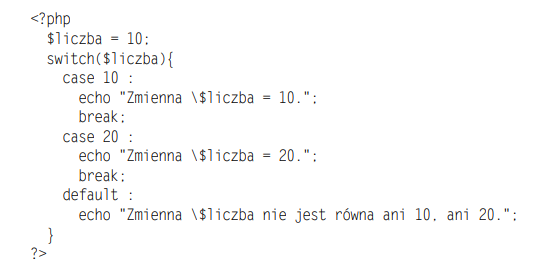 <?php
  $liczba = 10;
  switch($liczba){
    case 10 :
      echo "Zmienna \$liczba = 10.";
      break;
    case 20 :
      echo "Zmienna \$liczba = 20.";
      break;
    default :
      echo "Zmienna \$liczba nie jest równa ani 10, ani 20.";
  }
?>